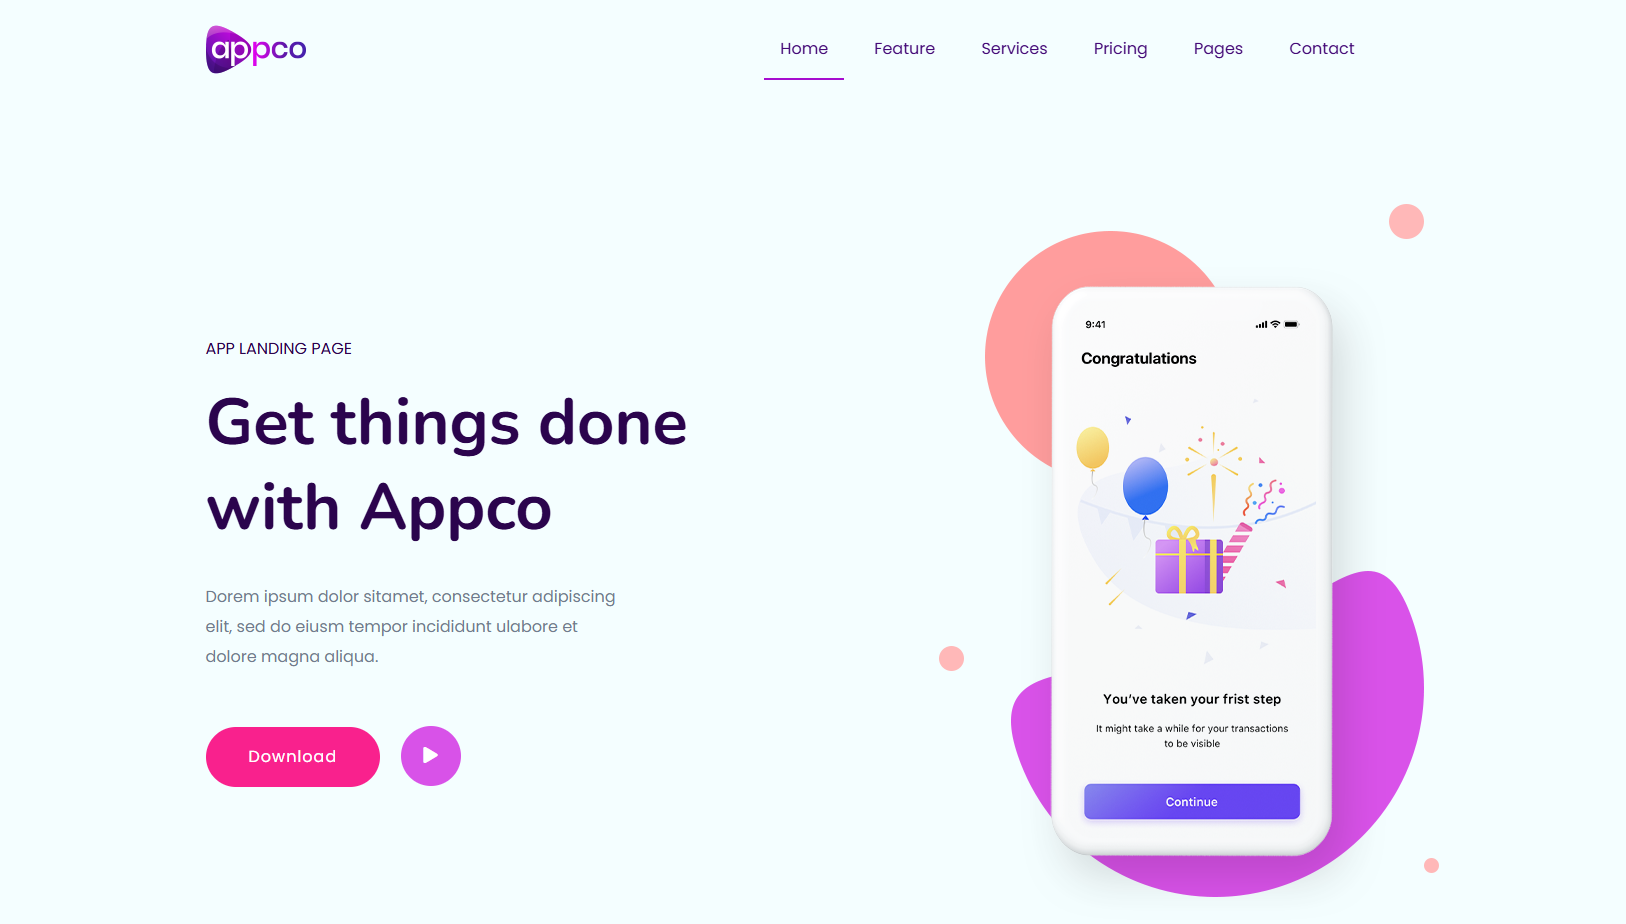 appco
Home Feature Services Pricing Pages Contact
APP LANDING PAGE
Get things done
with Appco
Dorem ipsum dolor sitamet, consectetur adipiscing
elit, sed do eiusm tempor incididunt ulabore et
dolore magna aliqua.
Download
9:41
Congratulations
You’ve taken your frist step
It might take a while for your transactions
to be visible
Continue